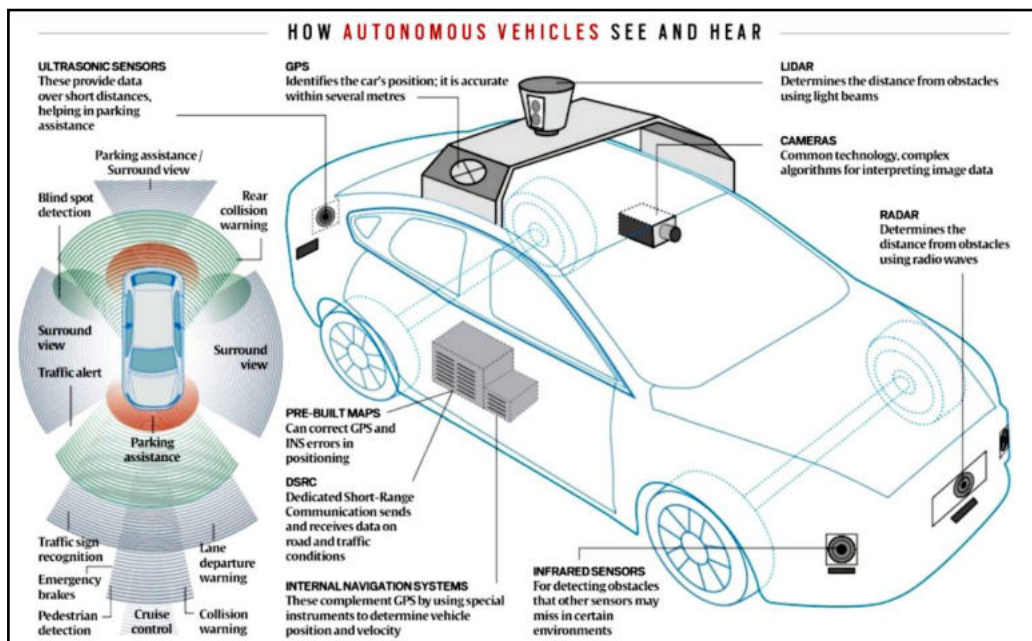 HOW AUTONOMOUS VEHICLES SEE AND HEAR
ULTRASONIC SENSORS
These provide data
over short distances,
helping in parking
assistance
GPS
Identifies the car's position; it is accurate
within several metres
LIDAR
Determines the distance from obstacles
using light beams
CAMERAS
Common technology, complex
algorithms for interpreting image data
RADAR
Determines the
distance from obstacles
using radio waves
Parking assistance /
Surround view
Blind spot
detection
Rear
collision
warning
Surround
view
Surround
view
Traffic alert
Parking
assistance
Traffic sign
recognition
Lane
departure
warning
Emergency
brakes
Pedestrian
detection
Cruise
control
Collision
warning
PRE-BUILT MAPS
Can correct GPS and
INS errors in
positioning
DSRC
Dedicated Short-Range
Communication sends
and receives data on
road and traffic
conditions
INTERNAL NAVIGATION SYSTEMS
These complement GPS by using special
instruments to determine vehicle
position and velocity
INFRARED SENSORS
For detecting obstacles
that other sensors may
miss in certain
environments